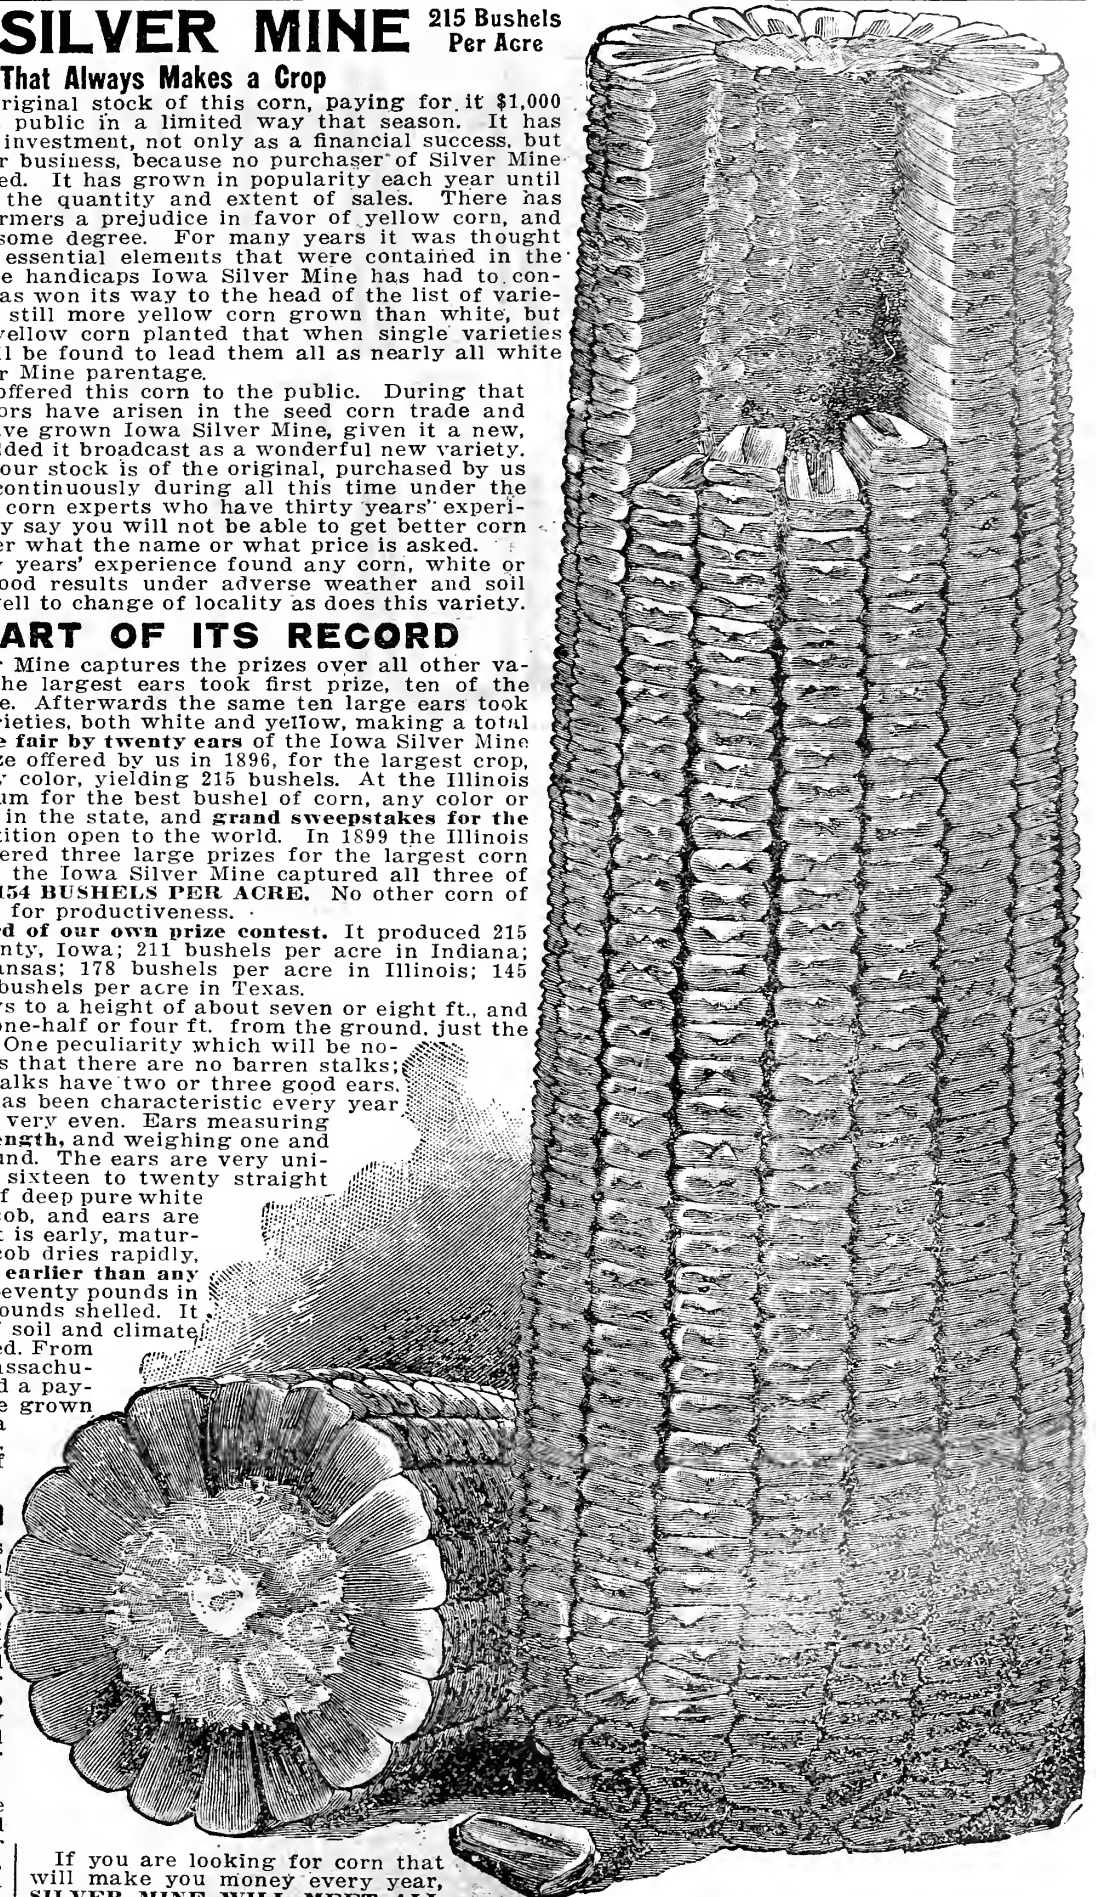 SILVER MINE 215 Bushels
Per Acre
That Always Makes a Crop
riginal stock of this corn, paying for it $1,000
public in a limited way that season. It has
investment, not only as a financial success, but
r business, because no purchaser of Silver Mine
ed. It has grown in popularity each year until
the quantity and extent of sales. There has
rmers a prejudice in favor of yellow corn, and
some degree. For many years it was thought
essential elements that were contained in the
e handicaps Iowa Silver Mine has had to con-
as won its way to the head of the list of varie-
still more yellow corn grown than white, but
yellow corn planted that when single varieties
ll be found to lead them all as nearly all white
r Mine parentage.
offered this corn to the public. During that
ors have arisen in the seed corn trade and
ve grown Iowa Silver Mine, given it a new,
ded it broadcast as a wonderful new variety.
our stock is of the original, purchased by us
continuously during all this time under the
corn experts who have thirty years' experi-
y say you will not be able to get better corn
er what the name or what price is asked.
y years' experience found any corn, white or
ood results under adverse weather and soil
ell to change of locality as does this variety.
ART OF ITS RECORD
r Mine captures the prizes over all other va-
he largest ears took first prize, ten of the
e. Afterwards the same ten large ears took
rieties, both white and yellow, making a total
e fair by twenty ears of the Iowa Silver Mine
ze offered by us in 1896, for the largest crop,
y color, yielding 215 bushels. At the Illinois
um for the best bushel of corn, any color or
in the state, and grand sweepstakes for the
tition open to the world. In 1899 the Illinois
ered three large prizes for the largest corn
the Iowa Silver Mine captured all three of
154 BUSHELS PER ACRE. No other corn of
for productiveness.
rd of our own prize contest. It produced 215
nty, Iowa; 211 bushels per acre in Indiana;
ansas; 178 bushels per acre in Illinois; 145
bushels per acre in Texas.
ws to a height of about seven or eight ft., and
one-half or four ft. from the ground, just the
One peculiarity which will be no-
s that there are no barren stalks;
alks have two or three good ears.
as been characteristic every year
very even. Ears measuring
ength, and weighing one and
und. The ears are very uni-
sixteen to twenty straight
f deep pure white
cob, and ears are
t is early, matur-
cob dries rapidly,
earlier than any
eventy pounds in
ounds shelled. It
f soil and climate
ed. From
assachu-
d a pay-
e grown
a
f
If you are looking for corn that
will make you money every year,
SILVER MINE WILL MEET ALL